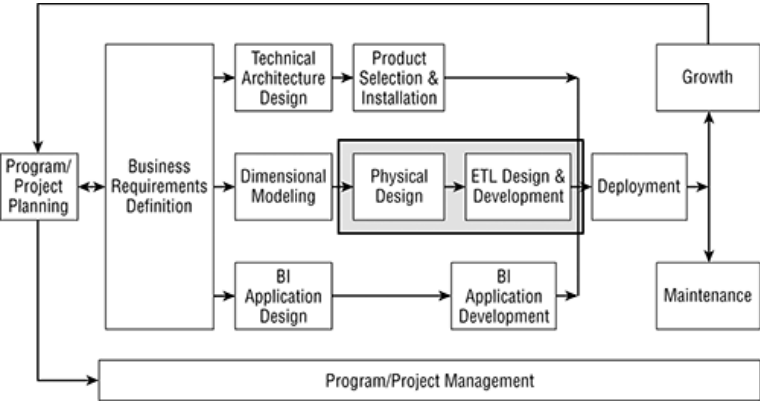 Program/
Project
Planning
Business
Requirements
Definition
Technical
Architecture
Design
Product
Selection &
Installation
Dimensional
Modeling
Physical
Design
ETL Design &
Development
BI
Application
Design
BI
Application
Development
Deployment
Growth
Maintenance
Program/Project Management